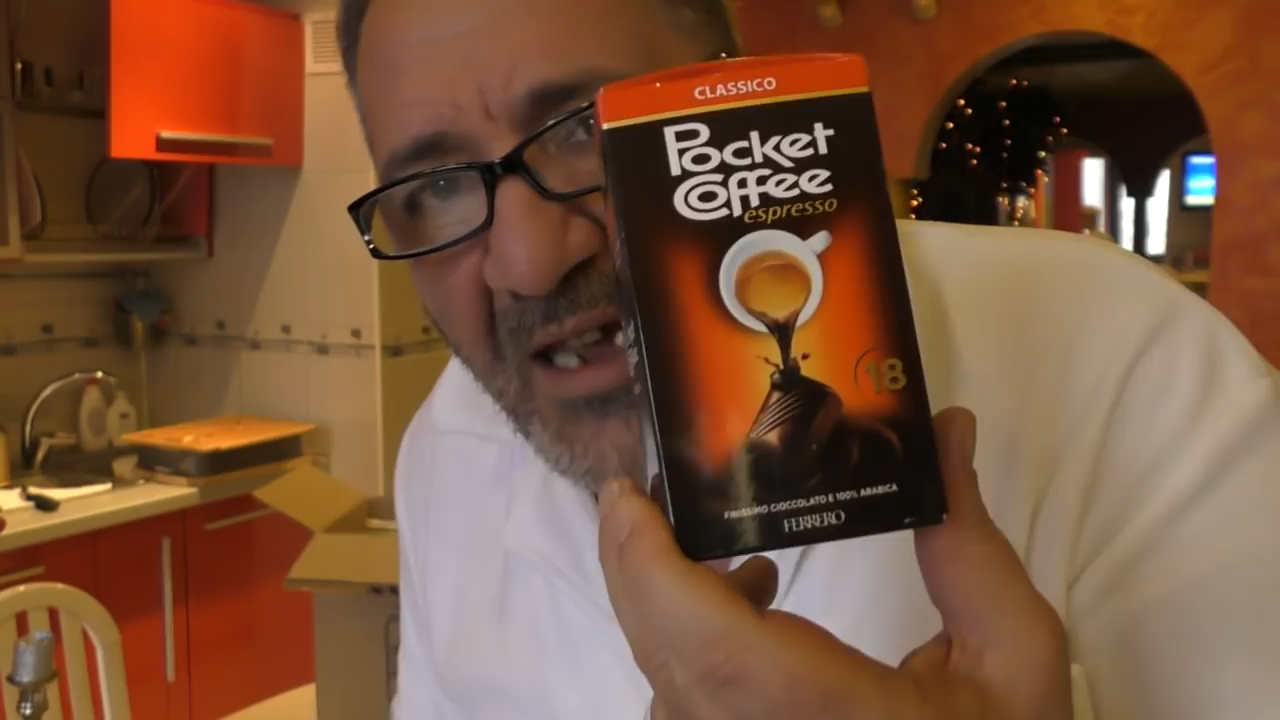 CLASSICO
Pocket
Coffee
espresso
18
FINISSIMO CIOCCOLATO E 100% ARABICA
FERRERO